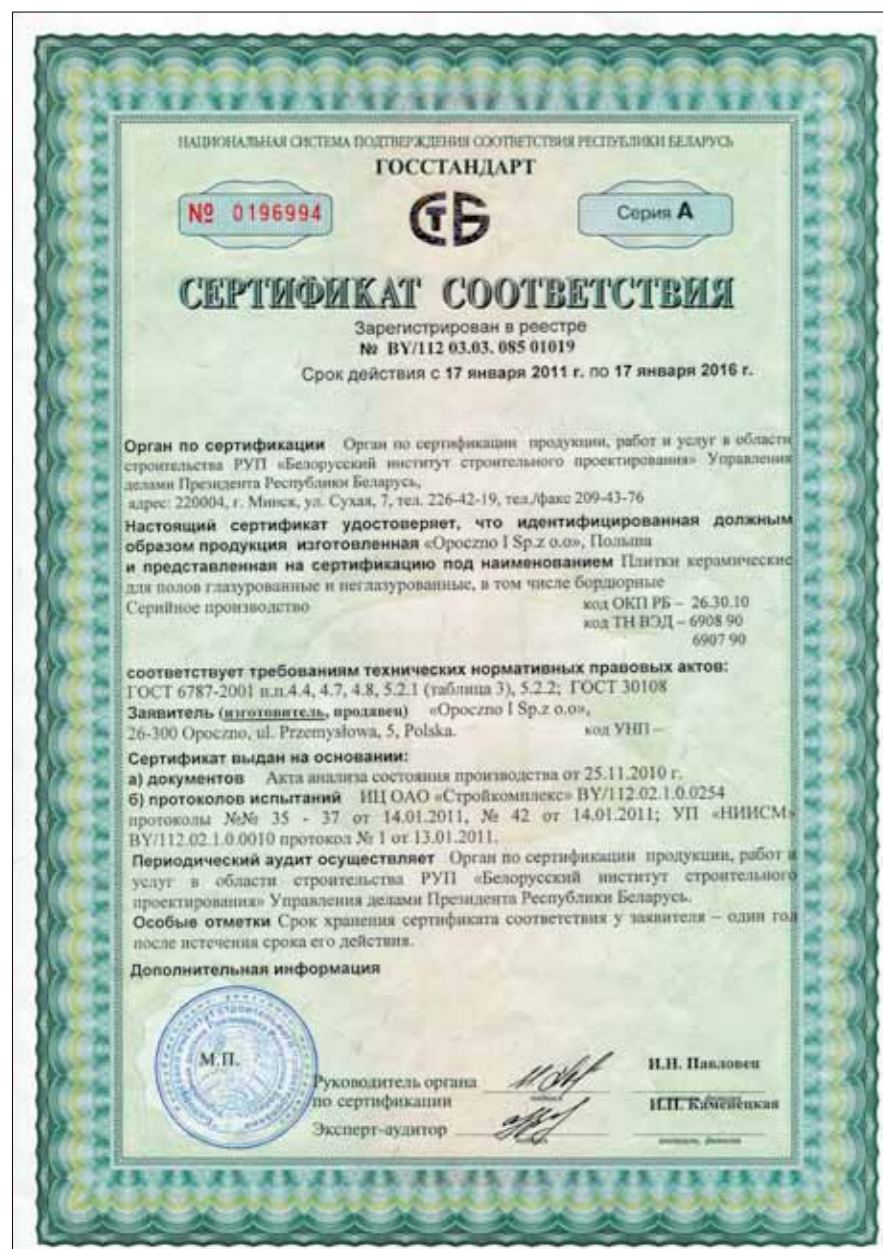 НАЦИОНАЛЬНАЯ СИСТЕМА ПОДТВЕРЖДЕНИЯ СООТВЕТСТВИЯ РЕСПУБЛИКИ БЕЛАРУСЬ
ГОССТАНДАРТ
№ 0196994
СТБ
Серия А
СЕРТИФИКАТ СООТВЕТСТВИЯ
Зарегистрирован в реестре
№ BY/112 03.03. 085 01019
Срок действия с 17 января 2011 г. по 17 января 2016 г.
Орган по сертификации Орган по сертификации продукции, работ и услуг в области
строительства РУП «Белорусский институт строительного проектирования» Управления
делами Президента Республики Беларусь,
адрес: 220004, г. Минск, ул. Сухая, 7, тел. 226-42-19, тел./факс 209-43-76
Настоящий сертификат удостоверяет, что идентифицированная должным
образом продукция изготовленная «Opoczno I Sp.z o.o», Польша
и представленная на сертификацию под наименованием Плитки керамические
для полов глазурованные и неглазурованные, в том числе бордюрные
Серийное производство код ОКП РБ – 26.30.10
код ТН ВЭД – 6908 90
6907 90
соответствует требованиям технических нормативных правовых актов:
ГОСТ 6787-2001 п.п.4.4, 4.7, 4.8, 5.2.1 (таблица 3), 5.2.2; ГОСТ 30108
Заявитель (изготовитель, продавец) «Opoczno I Sp.z o.o»,
26-300 Opoczno, ul. Przemysłowa, 5, Polska. код УНП –
Сертификат выдан на основании:
а) документов Акта анализа состояния производства от 25.11.2010 г.
б) протоколов испытаний ИЦ ОАО «Стройкомплекс» BY/112.02.1.0.0254
протоколы №№ 35 - 37 от 14.01.2011, № 42 от 14.01.2011; УП «НИИСМ»
BY/112.02.1.0.0010 протокол № 1 от 13.01.2011.
Периодический аудит осуществляет Орган по сертификации продукции, работ и
услуг в области строительства РУП «Белорусский институт строительного
проектирования» Управления делами Президента Республики Беларусь.
Особые отметки Срок хранения сертификата соответствия у заявителя – один год
после истечения срока его действия.
Дополнительная информация
М.П.
Руководитель органа
по сертификации
И.Н. Павловец
Эксперт-аудитор
И.П. Каменецкая